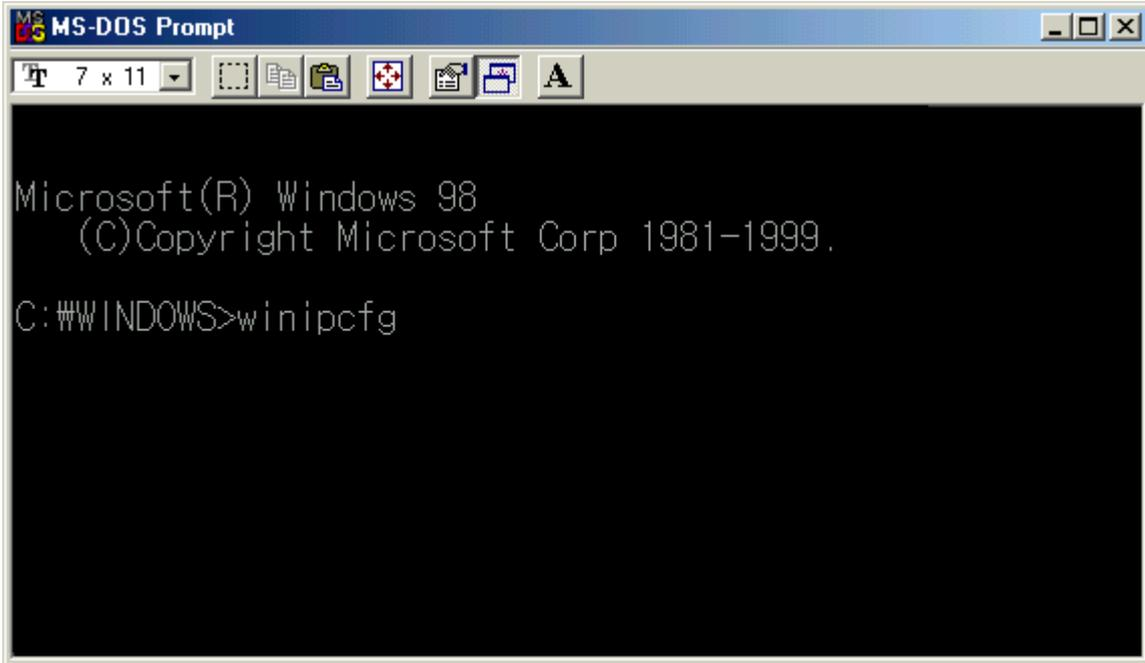 MS-DOS Prompt
7 x 11
A
Microsoft(R) Windows 98
(C)Copyright Microsoft Corp 1981-1999.
C:₩WINDOWS>winipcfg